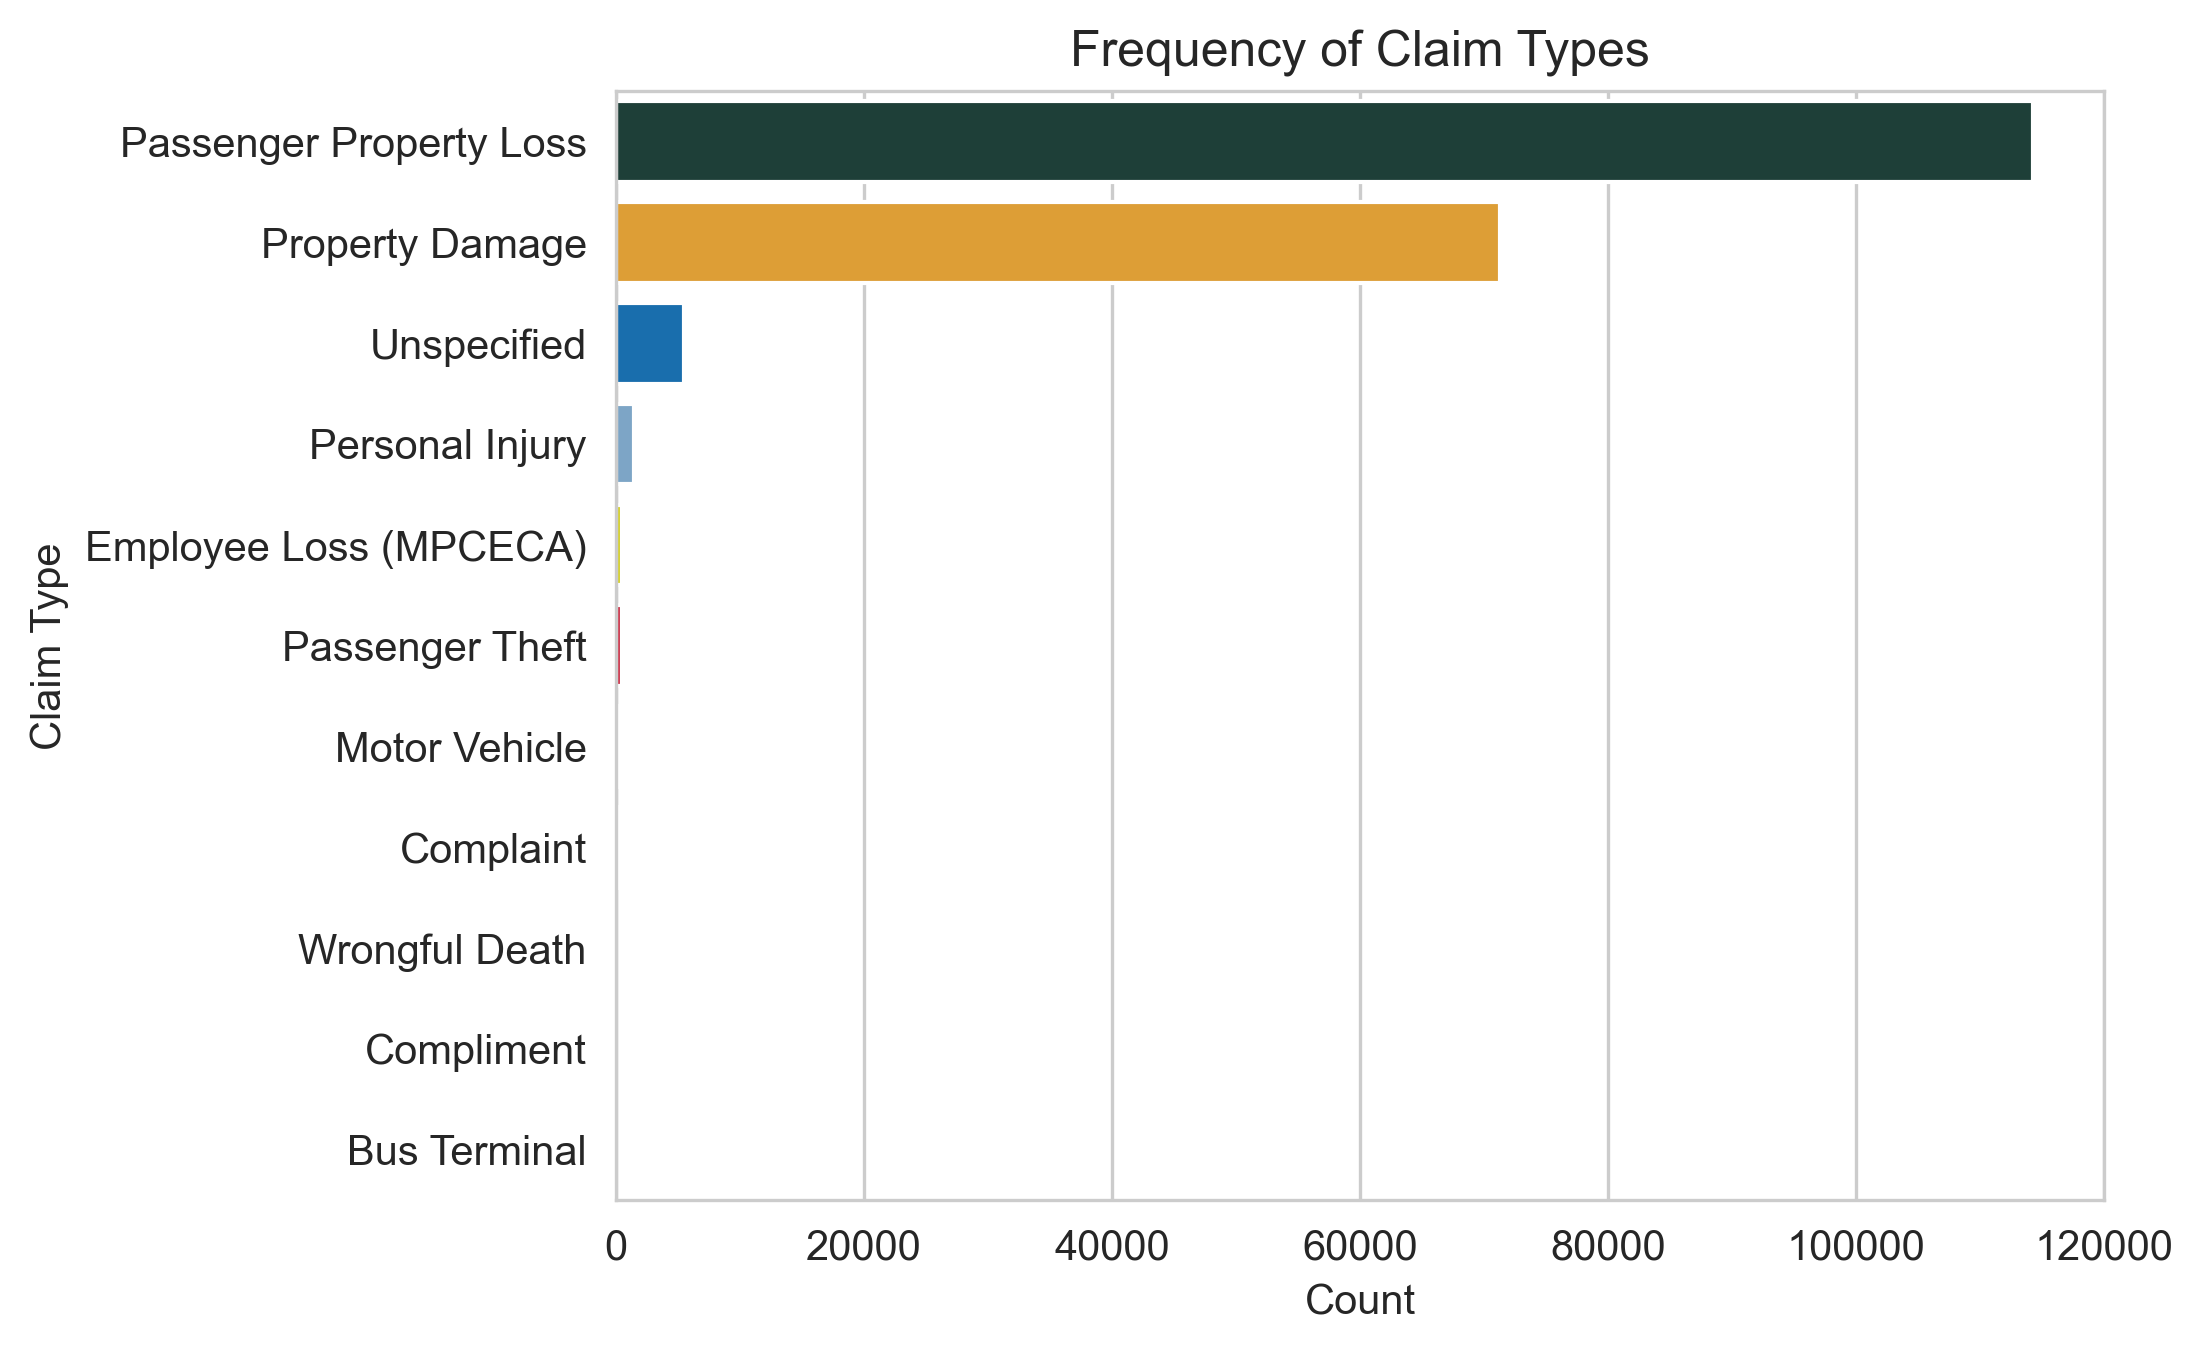 Frequency of Claim Types
Passenger Property Loss
Property Damage
Unspecified
Personal Injury
Employee Loss (MPCECA)
Passenger Theft
Motor Vehicle
Complaint
Wrongful Death
Compliment
Bus Terminal
Claim Type
0 20000 40000 60000 80000 100000 120000
Count